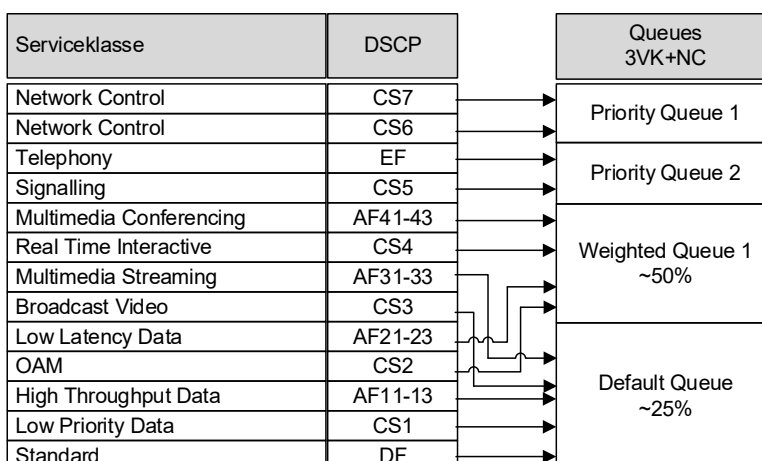 Serviceklasse DSCP Queues
3VK+NC
Network Control CS7 Priority Queue 1
Network Control CS6
Telephony EF Priority Queue 2
Signalling CS5
Multimedia Conferencing AF41-43
Real Time Interactive CS4 Weighted Queue 1
Multimedia Streaming AF31-33 ~50%
Broadcast Video CS3
Low Latency Data AF21-23
OAM CS2 Default Queue
High Throughput Data AF11-13 ~25%
Low Priority Data CS1
Standard DF